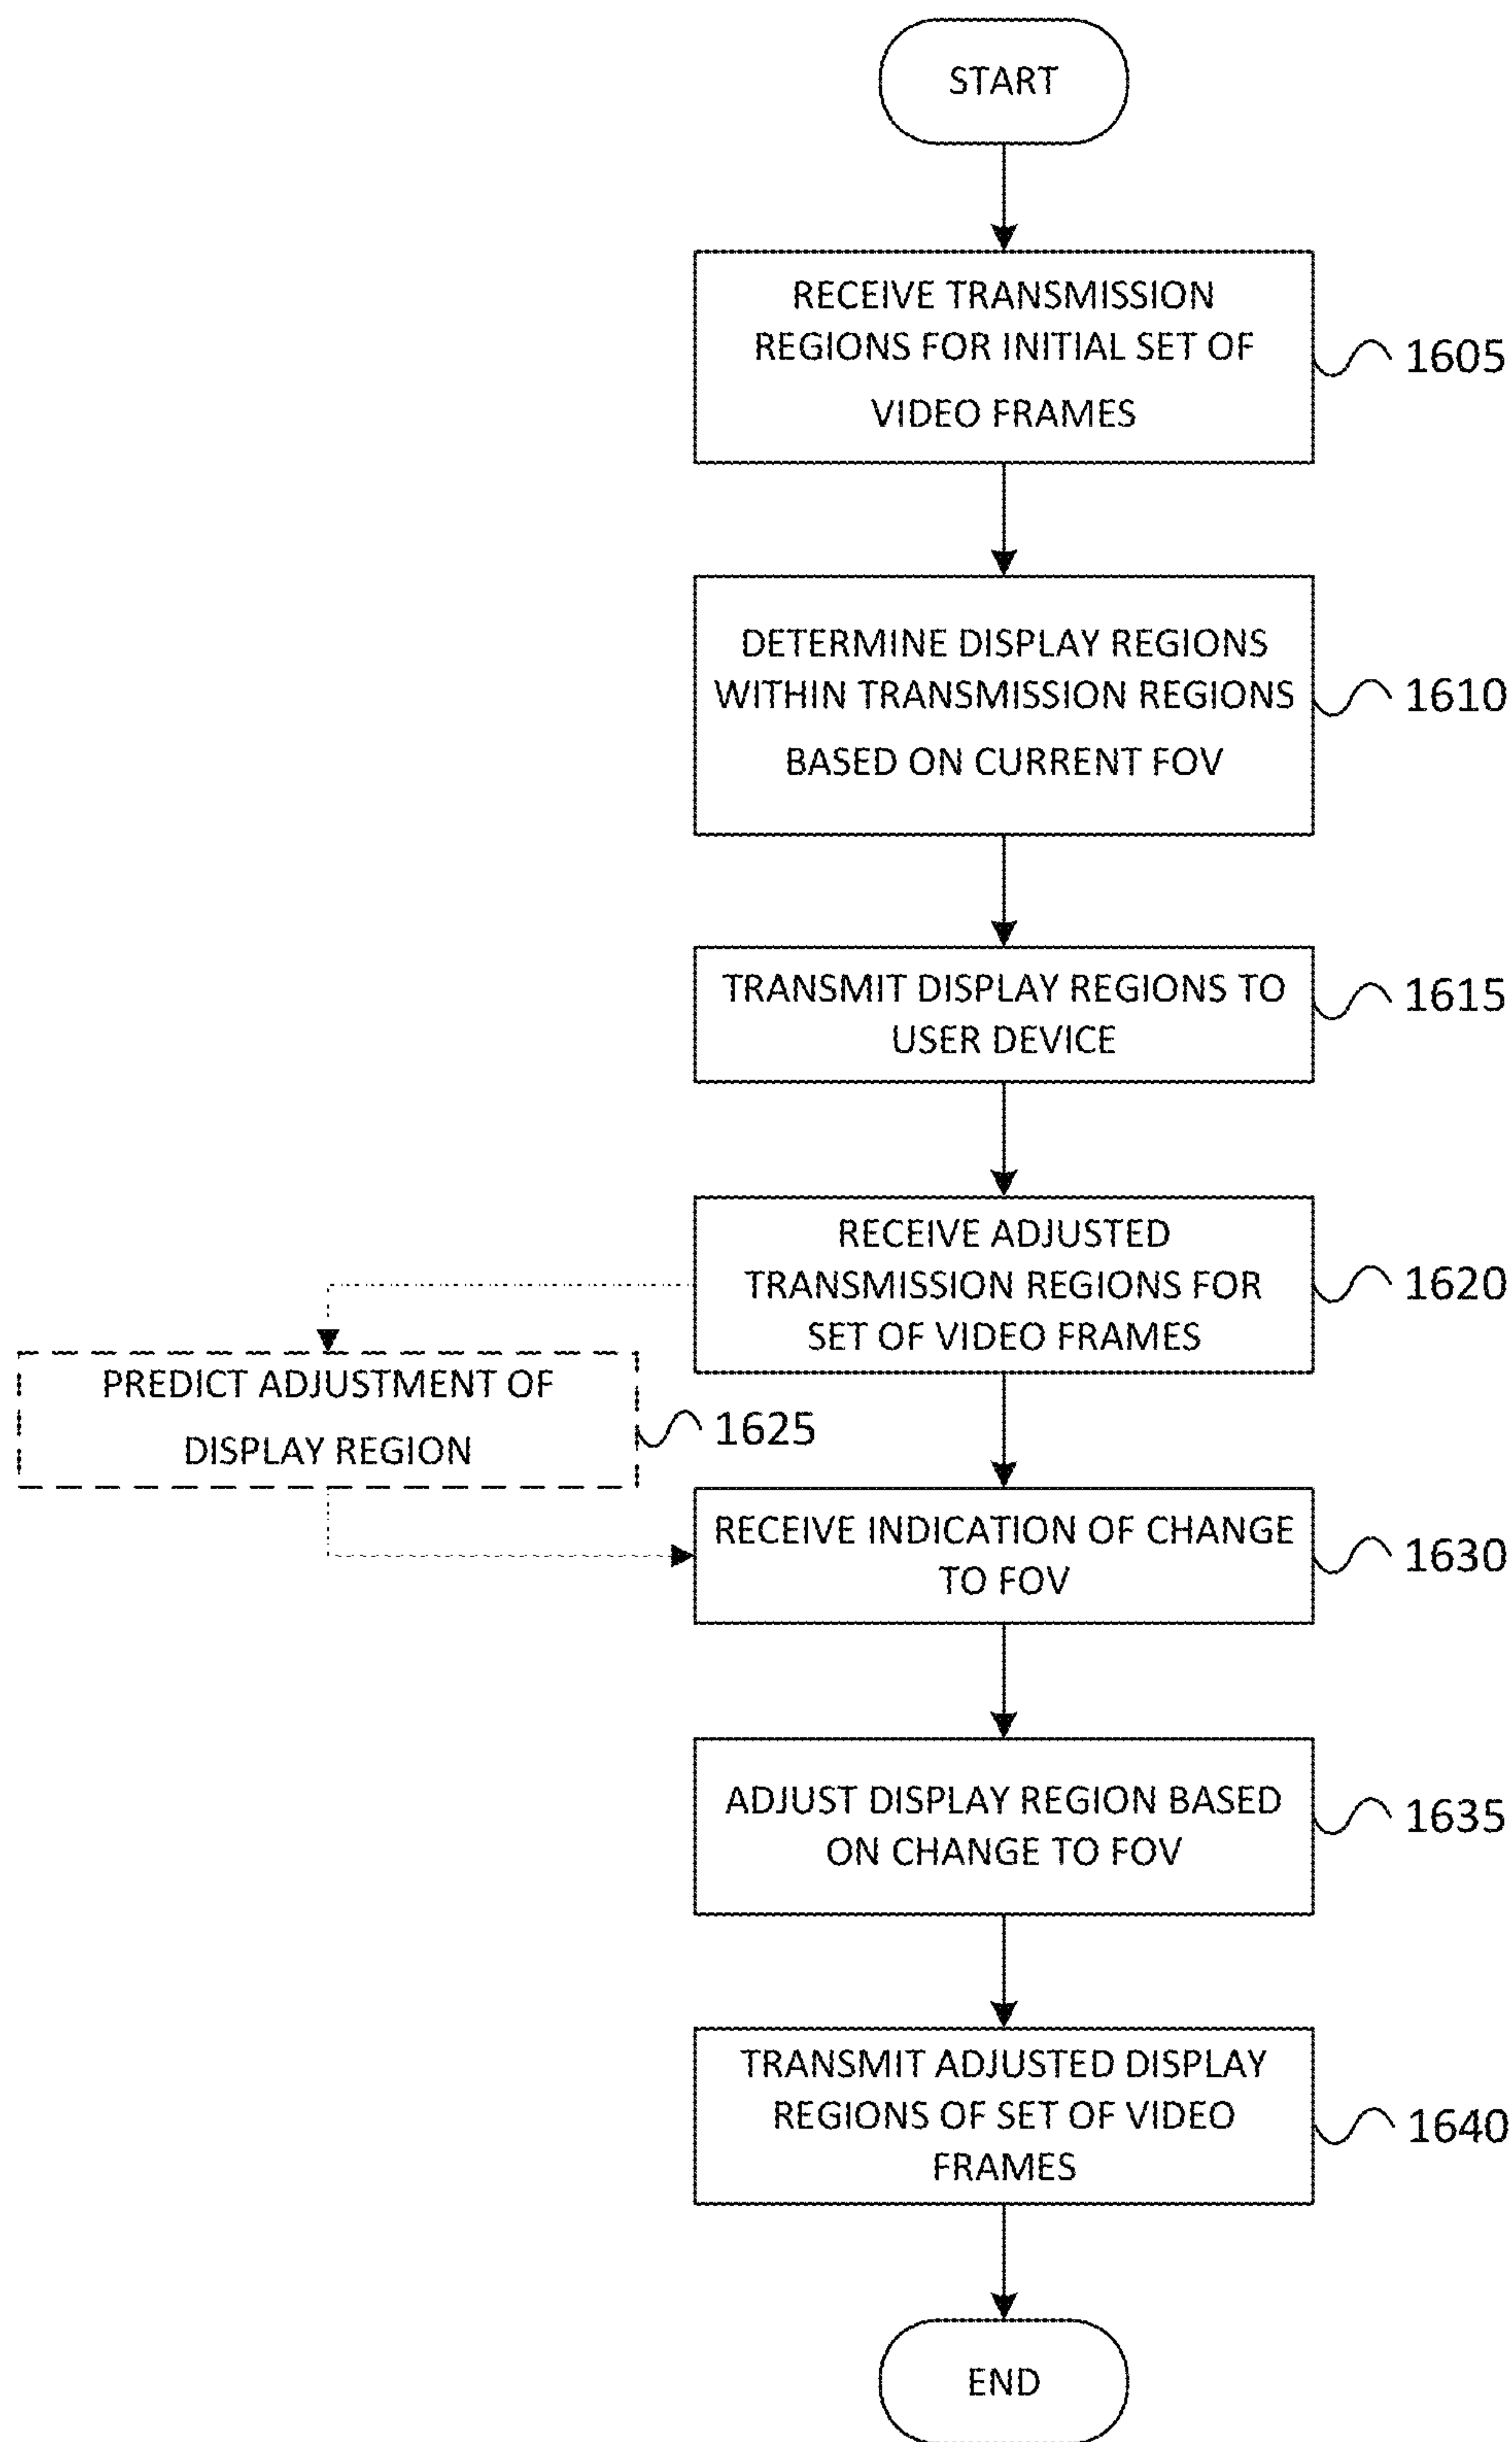 START
RECEIVE TRANSMISSION
REGIONS FOR INITIAL SET OF
VIDEO FRAMES
1605
DETERMINE DISPLAY REGIONS
WITHIN TRANSMISSION REGIONS
BASED ON CURRENT FOV
1610
TRANSMIT DISPLAY REGIONS TO
USER DEVICE
1615
RECEIVE ADJUSTED
TRANSMISSION REGIONS FOR
SET OF VIDEO FRAMES
1620
PREDICT ADJUSTMENT OF
DISPLAY REGION
1625
RECEIVE INDICATION OF CHANGE
TO FOV
1630
ADJUST DISPLAY REGION BASED
ON CHANGE TO FOV
1635
TRANSMIT ADJUSTED DISPLAY
REGIONS OF SET OF VIDEO
FRAMES
1640
END